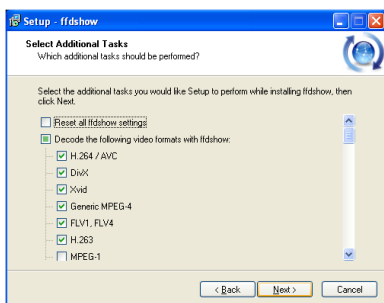 Setup - ffdshow
Select Additional Tasks
Which additional tasks should be performed?
Select the additional tasks you would like Setup to perform while installing ffdshow, then
click Next.
Reset all ffdshow settings
Decode the following video formats with ffdshow:
H.264 / AVC
DivX
Xvid
Generic MPEG-4
FLV1, FLV4
H.263
MPEG-1
< Back
Next >
Cancel